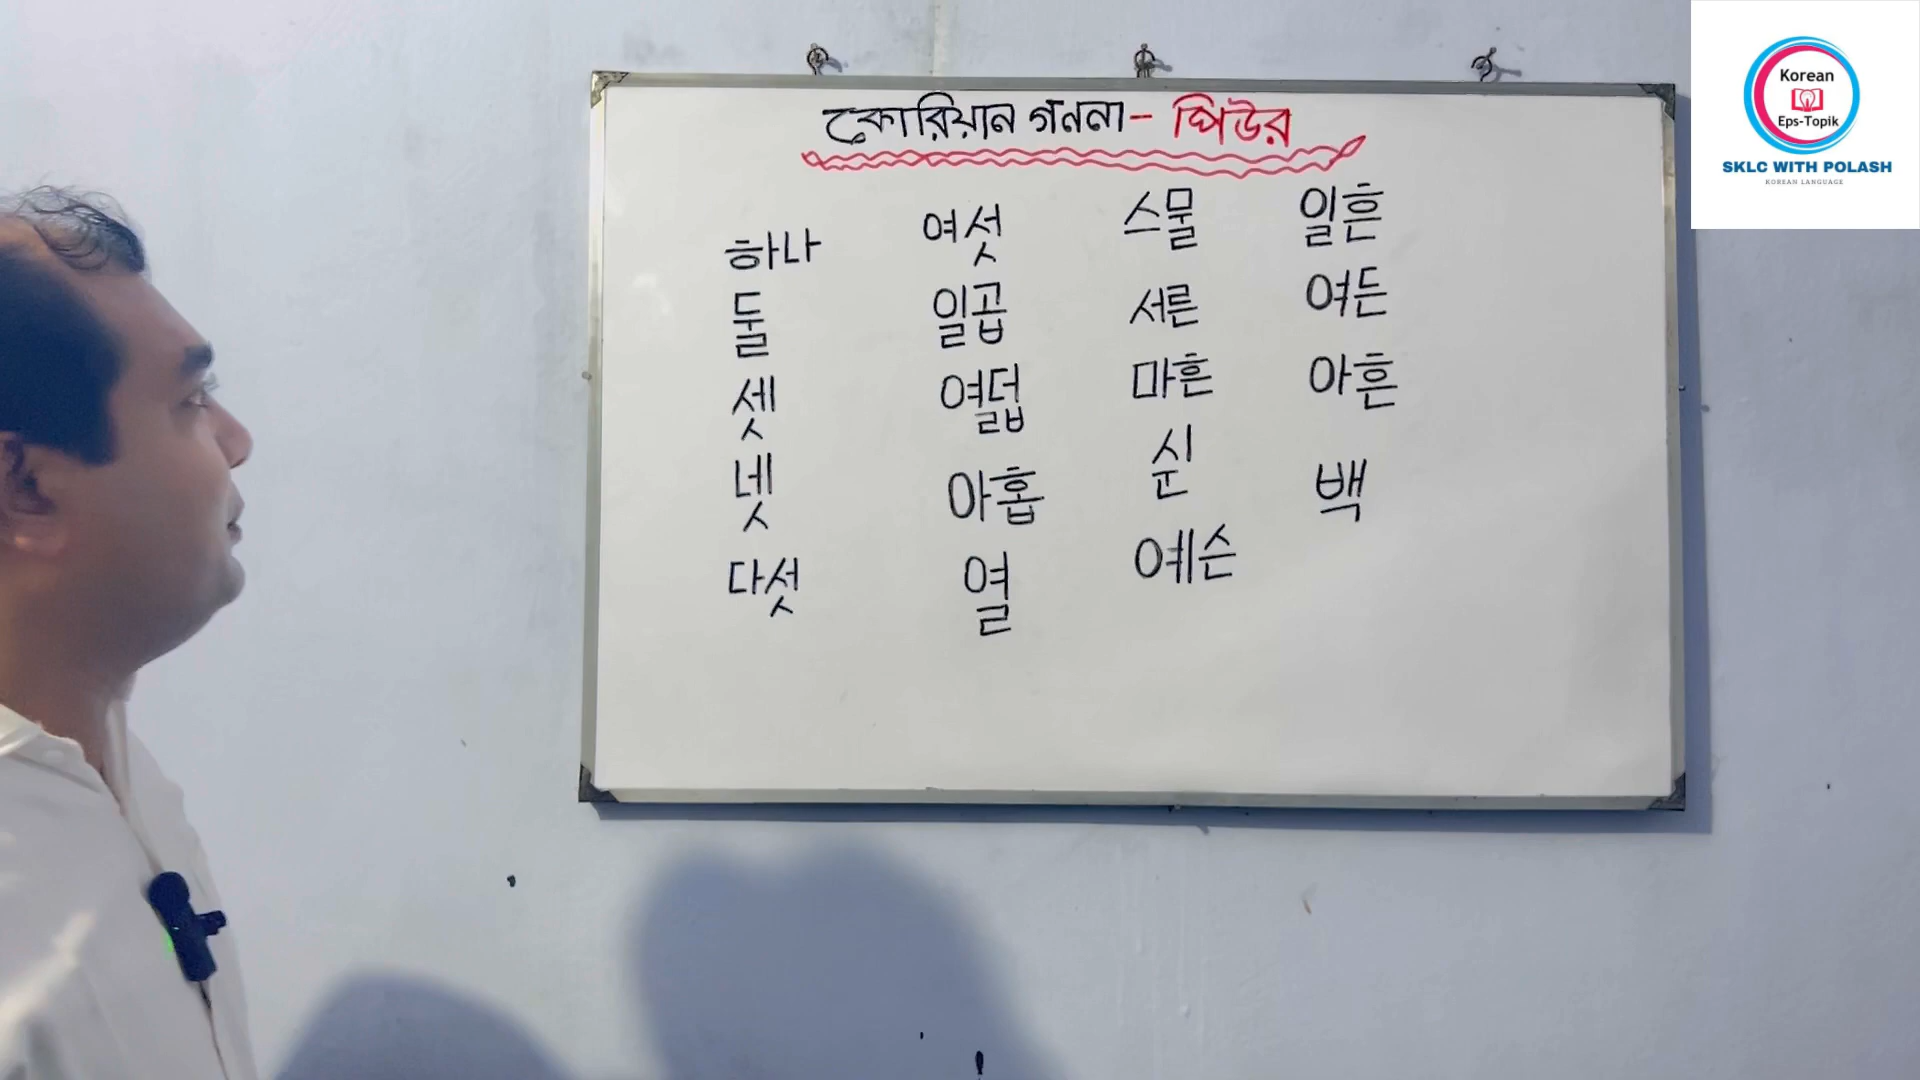 কোরিয়ান গননা- পিউর
하나
둘
셋
넷
다섯
여섯
일곱
여덟
아홉
열
스물
서른
마흔
쉰
예순
일흔
여든
아흔
백
Korean
Eps-Topik
SKLC WITH POLASH
KOREAN LANGUAGE